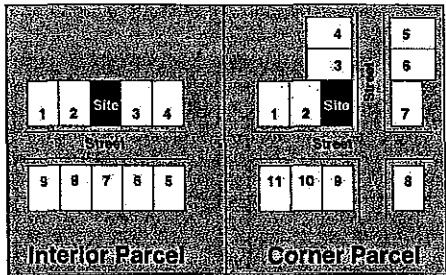 4 5
3 6
1 2 Site 3 4
1 2 Site 7
Street
Street
Street
9 8 7 6 5
11 10 9 8
Interior Parcel
Corner Parcel